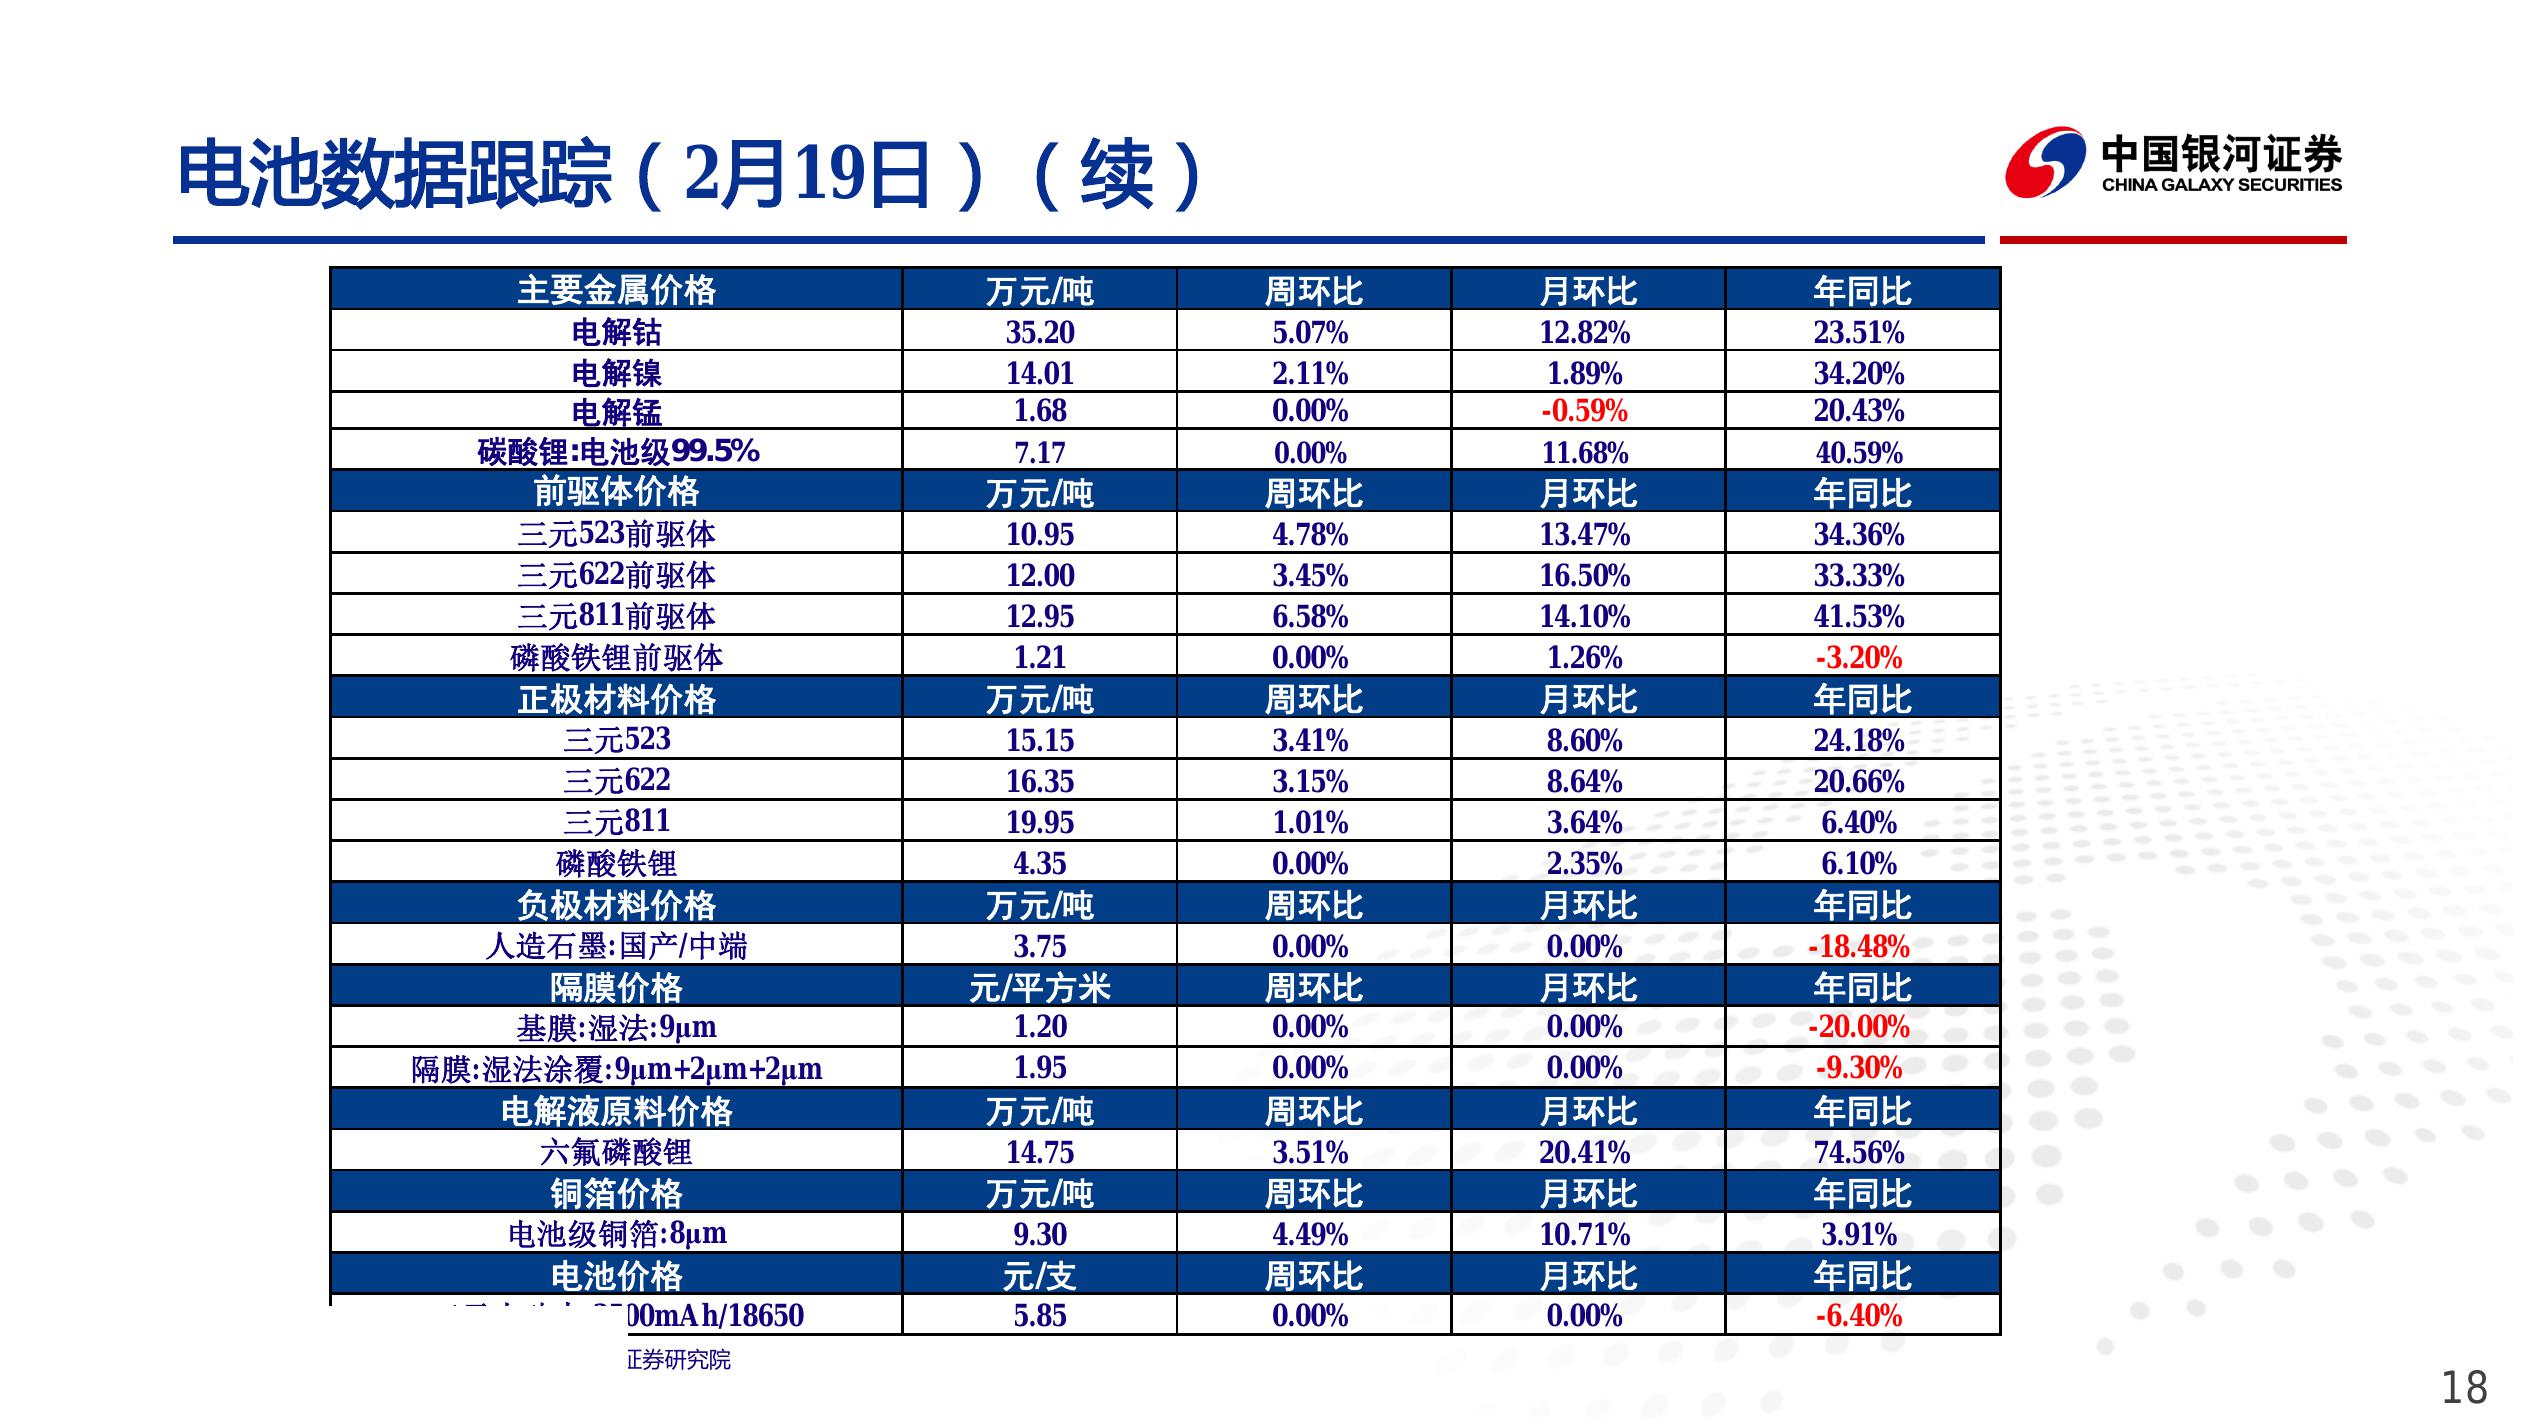 电池数据跟踪（2月19日）（续）
中国银河证券
CHINA GALAXY SECURITIES
主要金属价格 万元/吨 周环比 月环比 年同比
电解钴 35.20 5.07% 12.82% 23.51%
电解镍 14.01 2.11% 1.89% 34.20%
电解锰 1.68 0.00% -0.59% 20.43%
碳酸锂:电池级99.5% 7.17 0.00% 11.68% 40.59%
前驱体价格 万元/吨 周环比 月环比 年同比
三元523前驱体 10.95 4.78% 13.47% 34.36%
三元622前驱体 12.00 3.45% 16.50% 33.33%
三元811前驱体 12.95 6.58% 14.10% 41.53%
磷酸铁锂前驱体 1.21 0.00% 1.26% -3.20%
正极材料价格 万元/吨 周环比 月环比 年同比
三元523 15.15 3.41% 8.60% 24.18%
三元622 16.35 3.15% 8.64% 20.66%
三元811 19.95 1.01% 3.64% 6.40%
磷酸铁锂 4.35 0.00% 2.35% 6.10%
负极材料价格 万元/吨 周环比 月环比 年同比
人造石墨:国产/中端 3.75 0.00% 0.00% -18.48%
隔膜价格 元/平方米 周环比 月环比 年同比
基膜:湿法:9μm 1.20 0.00% 0.00% -20.00%
隔膜:湿法涂覆:9μm+2μm+2μm 1.95 0.00% 0.00% -9.30%
电解液原料价格 万元/吨 周环比 月环比 年同比
六氟磷酸锂 14.75 3.51% 20.41% 74.56%
铜箔价格 万元/吨 周环比 月环比 年同比
电池级铜箔:8μm 9.30 4.49% 10.71% 3.91%
电池价格 元/支 周环比 月环比 年同比
00mAh/18650 5.85 0.00% 0.00% -6.40%
证券研究院
18